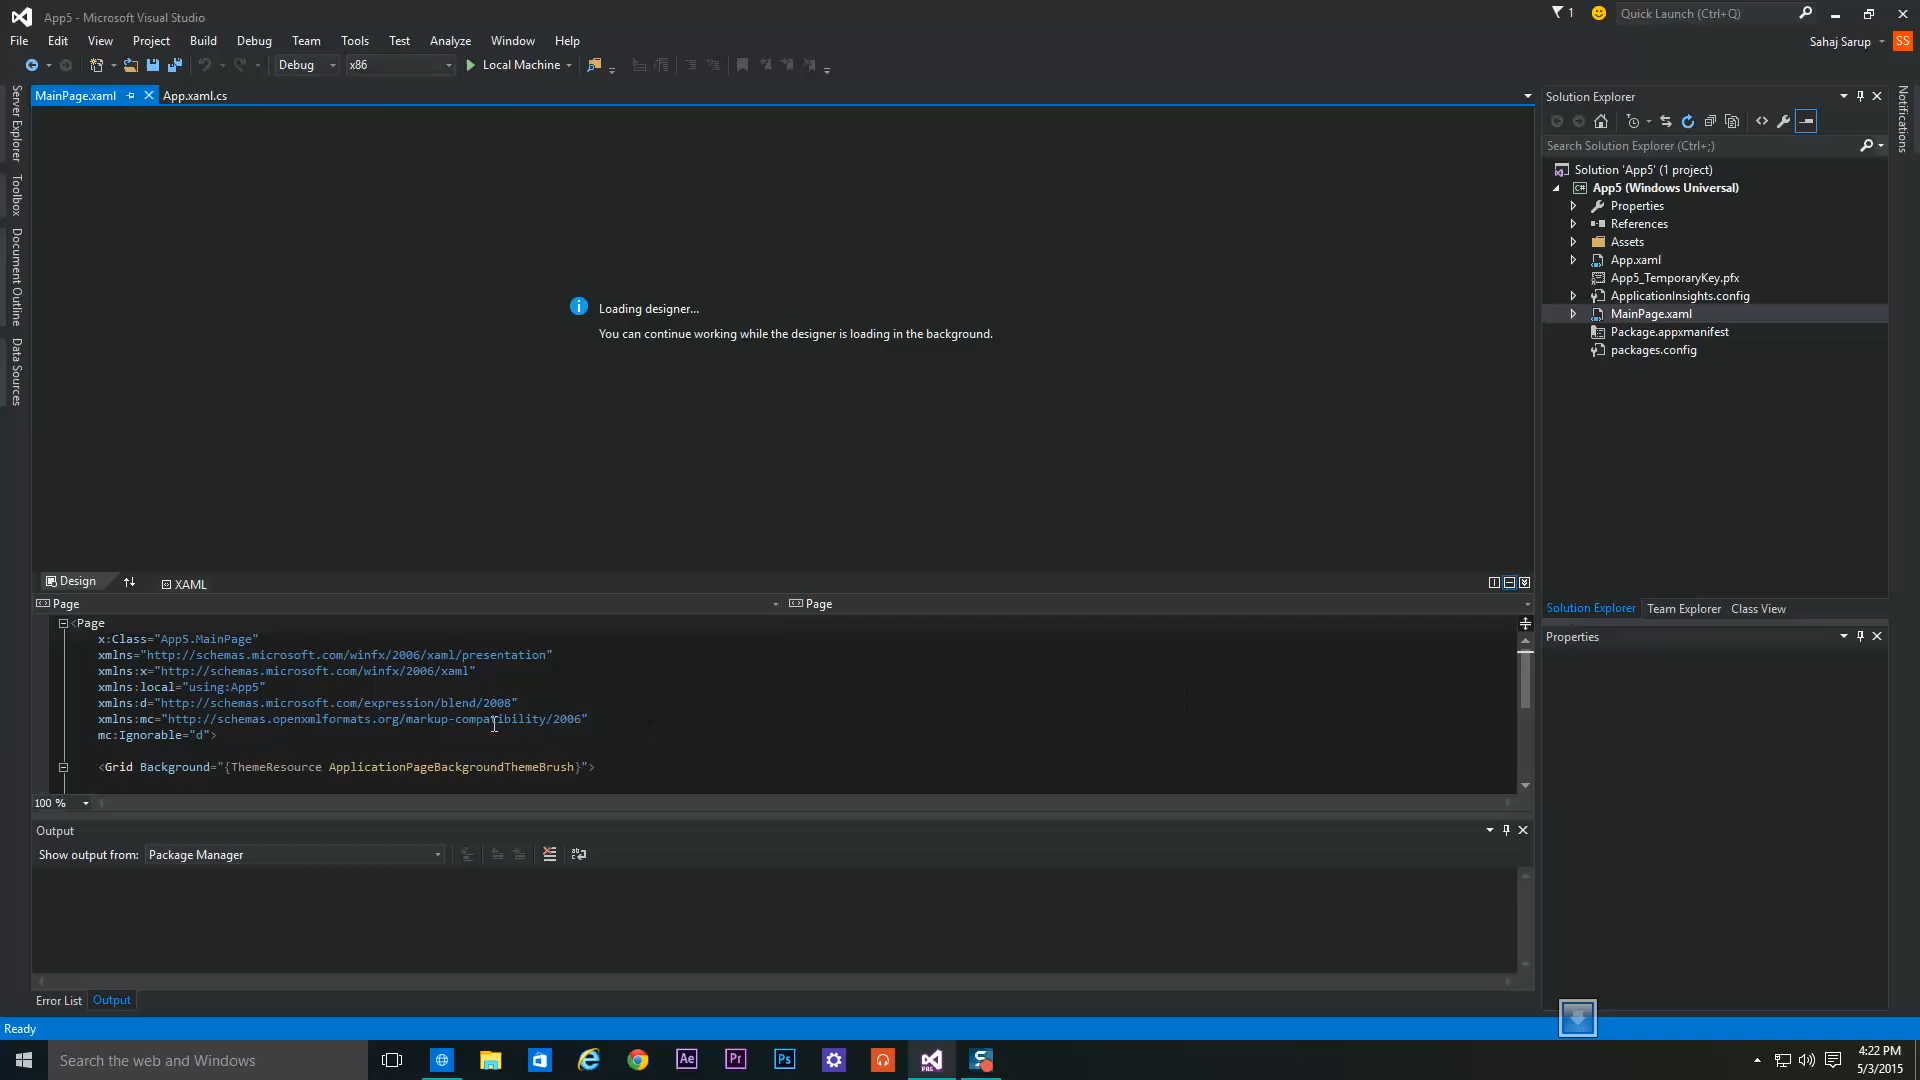 App5 - Microsoft Visual Studio
1
Quick Launch (Ctrl+Q)
File Edit View Project Build Debug Team Tools Test Analyze Window Help
Sahaj Sarup
SS
Debug
x86
Local Machine
MainPage.xaml
App.xaml.cs
Server Explorer
Toolbox
Document Outline
Data Sources
Loading designer...
You can continue working while the designer is loading in the background.
Design
XAML
Page
Page
<Page
x:Class="App5.MainPage"
xmlns="http://schemas.microsoft.com/winfx/2006/xaml/presentation"
xmlns:x="http://schemas.microsoft.com/winfx/2006/xaml"
xmlns:local="using:App5"
xmlns:d="http://schemas.microsoft.com/expression/blend/2008"
xmlns:mc="http://schemas.openxmlformats.org/markup-compatibility/2006"
mc:Ignorable="d">
<Grid Background="{ThemeResource ApplicationPageBackgroundThemeBrush}">
100 %
Output
Show output from:
Package Manager
Error List
Output
Solution Explorer
Search Solution Explorer (Ctrl+;)
Solution 'App5' (1 project)
C#
App5 (Windows Universal)
Properties
References
Assets
App.xaml
App5_TemporaryKey.pfx
ApplicationInsights.config
MainPage.xaml
Package.appxmanifest
packages.config
Solution Explorer
Team Explorer
Class View
Properties
Notifications
Ready
Search the web and Windows
Ae
Pr
Ps
PRE
4:22 PM
5/3/2015